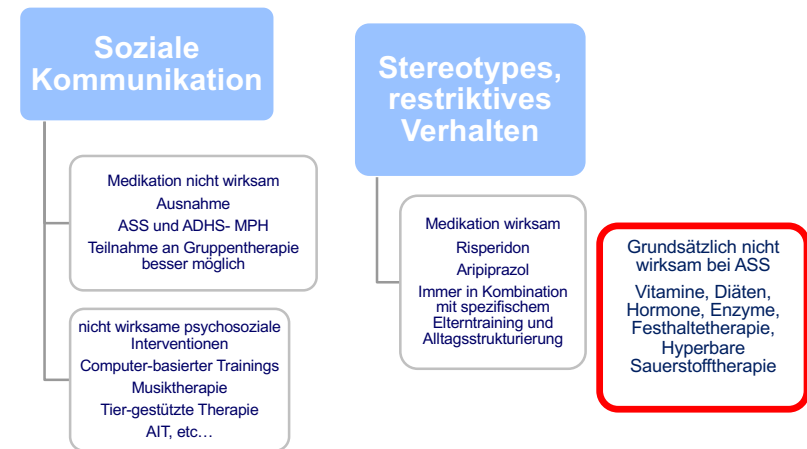 Soziale
Kommunikation
Medikation nicht wirksam
Ausnahme
ASS und ADHS- MPH
Teilnahme an Gruppentherapie
besser möglich
nicht wirksame psychosoziale
Interventionen
Computer-basierter Trainings
Musiktherapie
Tier-gestützte Therapie
AIT, etc…
Stereotypes,
restriktives
Verhalten
Medikation wirksam
Risperidon
Aripiprazol
Immer in Kombination
mit spezifischem
Elterntraining und
Alltagsstrukturierung
Grundsätzlich nicht
wirksam bei ASS
Vitamine, Diäten,
Hormone, Enzyme,
Festhaltetherapie,
Hyperbare
Sauerstofftherapie